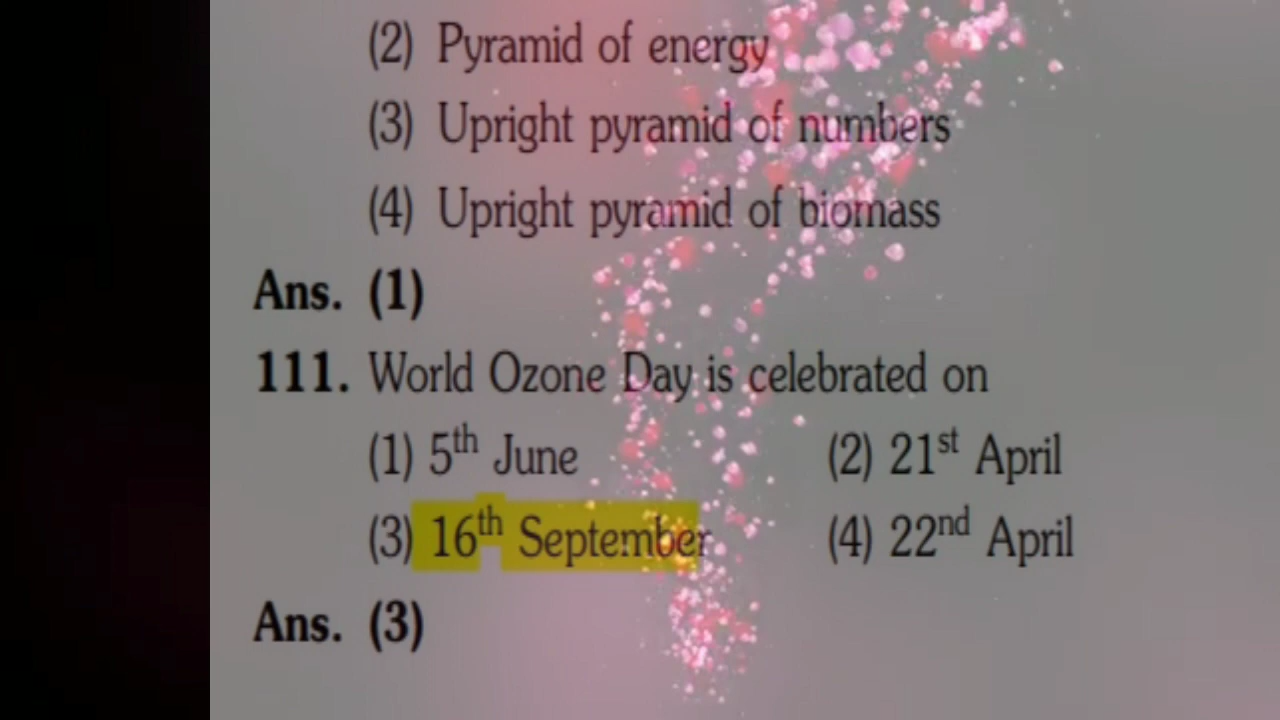 (2) Pyramid of energy
(3) Upright pyramid of numbers
(4) Upright pyramid of biomass
Ans. (1)
111. World Ozone Day is celebrated on
(1) 5th June (2) 21st April
(3) 16th September (4) 22nd April
Ans. (3)